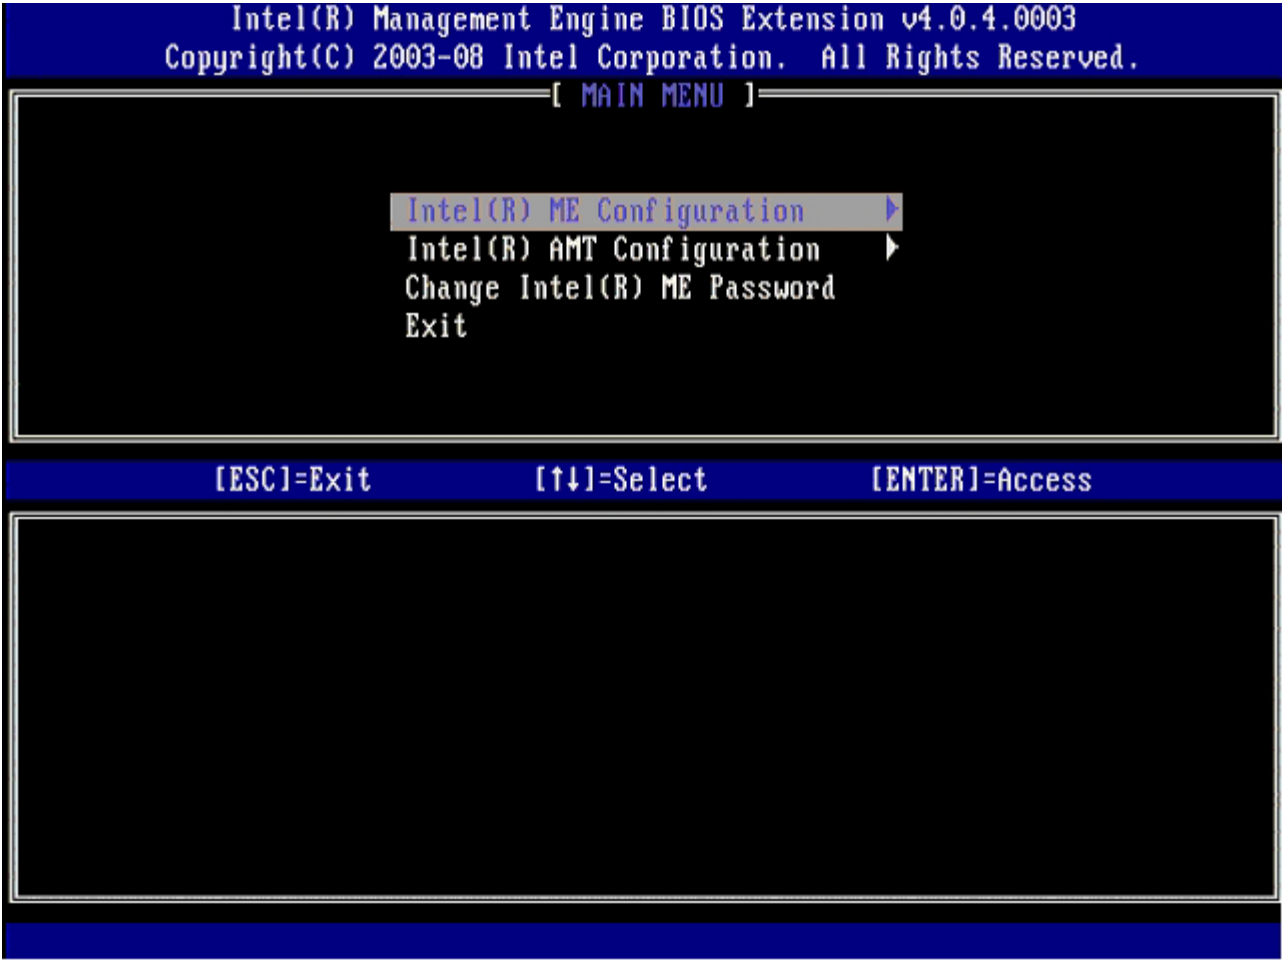 Intel(R) Management Engine BIOS Extension v4.0.4.0003
Copyright(C) 2003-08 Intel Corporation. All Rights Reserved.
[ MAIN MENU ]
Intel(R) ME Configuration ►
Intel(R) AMT Configuration ►
Change Intel(R) ME Password
Exit
[ESC]=Exit [↑↓]=Select [ENTER]=Access